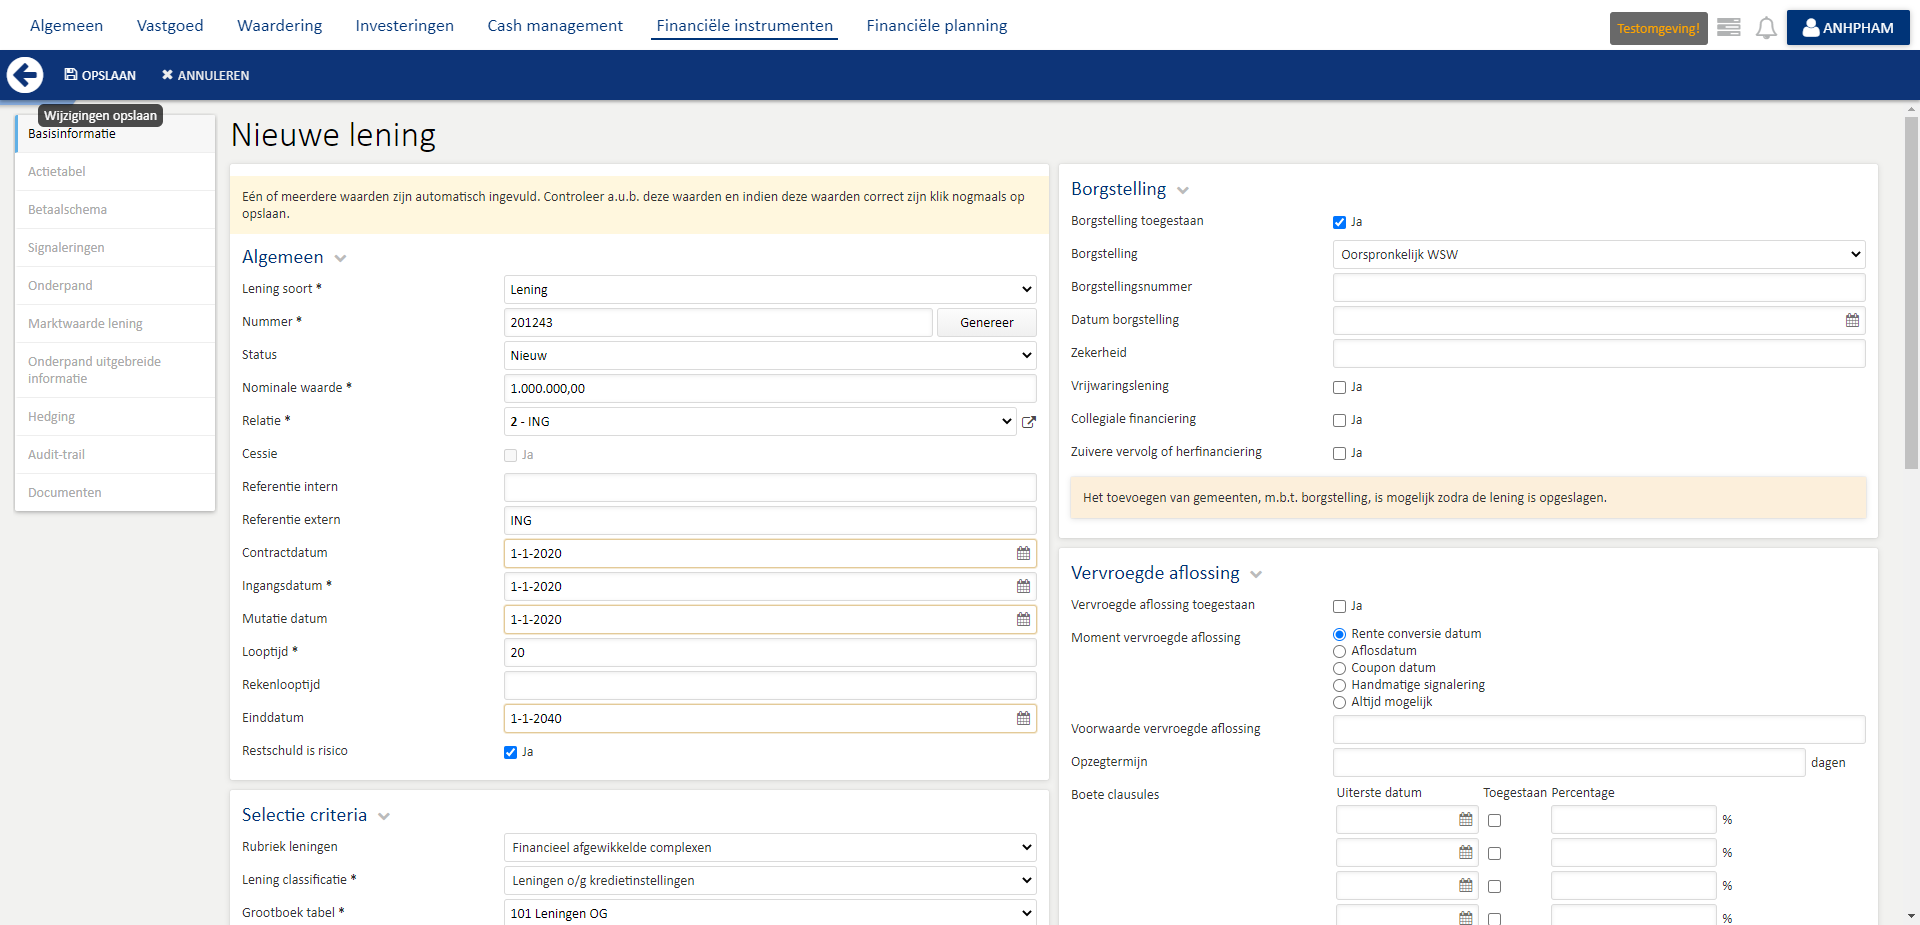 Algemeen Vastgoed Waardering Investeringen Cash management Financiële instrumenten Financiële planning Testomgeving! ANHPHAM
OPSLAAN ANNULEREN
Wijzigingen opslaan
Basisinformatie
Actietabel
Betaalschema
Signaleringen
Onderpand
Marktwaarde lening
Onderpand uitgebreide
informatie
Hedging
Audit-trail
Documenten
Nieuwe lening
Eén of meerdere waarden zijn automatisch ingevuld. Controleer a.u.b. deze waarden en indien deze waarden correct zijn klik nogmaals op
opslaan.
Algemeen
Lening soort * Lening
Nummer * 201243 Genereer
Status Nieuw
Nominale waarde * 1.000.000,00
Relatie * 2 - ING
Cessie Ja
Referentie intern
Referentie extern ING
Contractdatum 1-1-2020
Ingangsdatum * 1-1-2020
Mutatie datum 1-1-2020
Looptijd * 20
Rekenlooptijd
Einddatum 1-1-2040
Restschuld is risico Ja
Selectie criteria
Rubriek leningen Financieel afgewikkelde complexen
Lening classificatie * Leningen o/g kredietinstellingen
Grootboek tabel * 101 Leningen OG
Borgstelling
Borgstelling toegestaan Ja
Borgstelling Oorspronkelijk WSW
Borgstellingsnummer
Datum borgstelling
Zekerheid
Vrijwaringslening Ja
Collegiale financiering Ja
Zuivere vervolg of herfinanciering Ja
Het toevoegen van gemeenten, m.b.t. borgstelling, is mogelijk zodra de lening is opgeslagen.
Vervroegde aflossing
Vervroegde aflossing toegestaan Ja
Moment vervroegde aflossing Rente conversie datum
Aflosdatum
Coupon datum
Handmatige signalering
Altijd mogelijk
Voorwaarde vervroegde aflossing
Opzegtermijn dagen
Boete clausules Uiterste datum Toegestaan Percentage
%
%
%
%